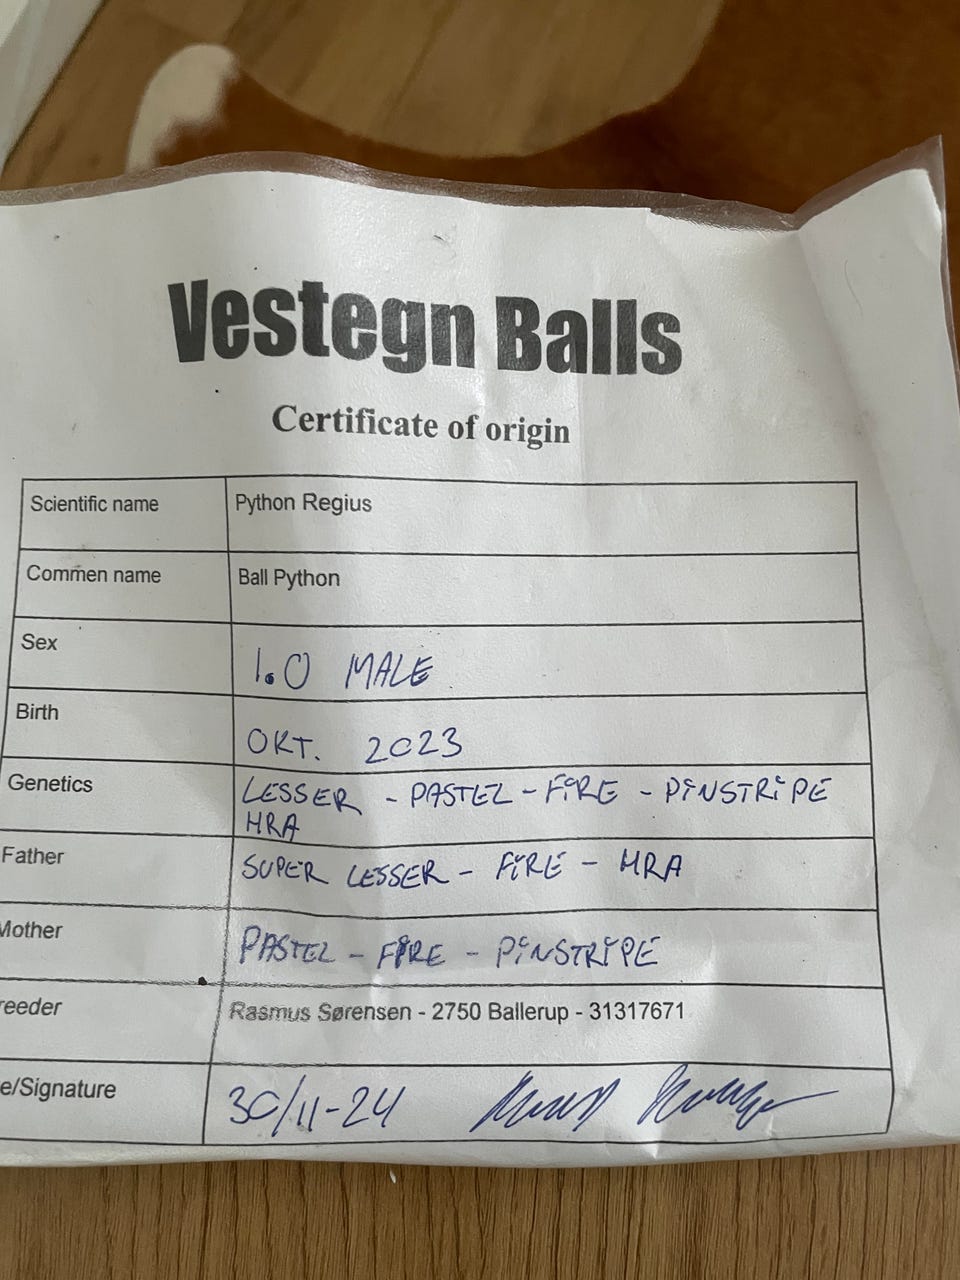 Vestegn Balls
Certificate of origin
Scientific name Python Regius
Commen name Ball Python
Sex 1.0 MALE
Birth OKT. 2023
Genetics LESSER - PASTEL - FIRE - PINSTRIPE
HRA
Father SUPER LESSER - FIRE - HRA
Mother PASTEL - FIRE - PINSTRIPE
reeder Rasmus Sørensen - 2750 Ballerup - 31317671
e/Signature 30/11-24